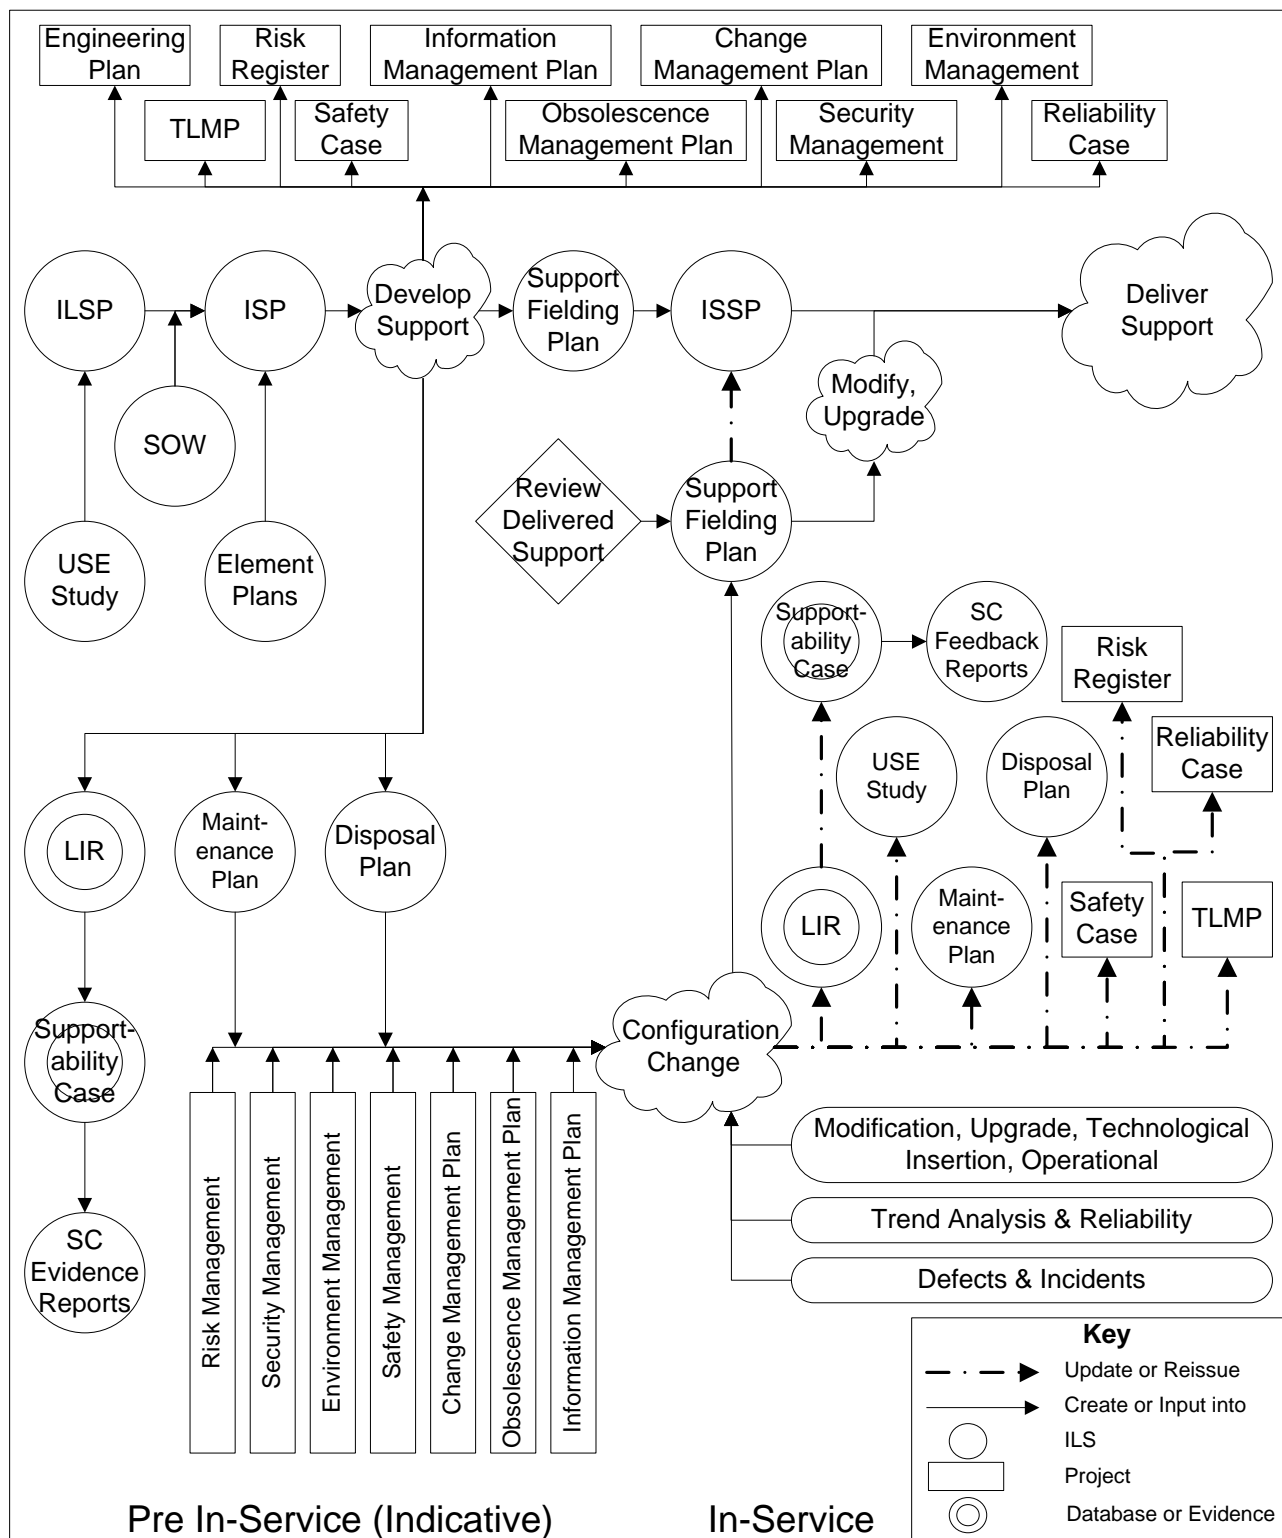 Engineering
Plan
Risk
Register
Information
Management Plan
Change
Management Plan
Environment
Management
TLMP
Safety
Case
Obsolescence
Management Plan
Security
Management
Reliability
Case
ILSP
ISP
Develop
Support
Support
Fielding
Plan
ISSP
Deliver
Support
SOW
Modify,
Upgrade
USE
Study
Element
Plans
Review
Delivered
Support
Support
Fielding
Plan
Support-
ability
Case
SC
Feedback
Reports
Risk
Register
USE
Study
Disposal
Plan
Reliability
Case
LIR
Maint-
enance
Plan
Disposal
Plan
LIR
Maint-
enance
Plan
Safety
Case
TLMP
Support-
ability
Case
Configuration
Change
SC
Evidence
Reports
Risk Management
Security Management
Environment Management
Safety Management
Change Management Plan
Obsolescence Management Plan
Information Management Plan
Modification, Upgrade, Technological
Insertion, Operational
Trend Analysis & Reliability
Defects & Incidents
Key
Update or Reissue
Create or Input into
ILS
Project
Database or Evidence
Pre In-Service (Indicative)
In-Service